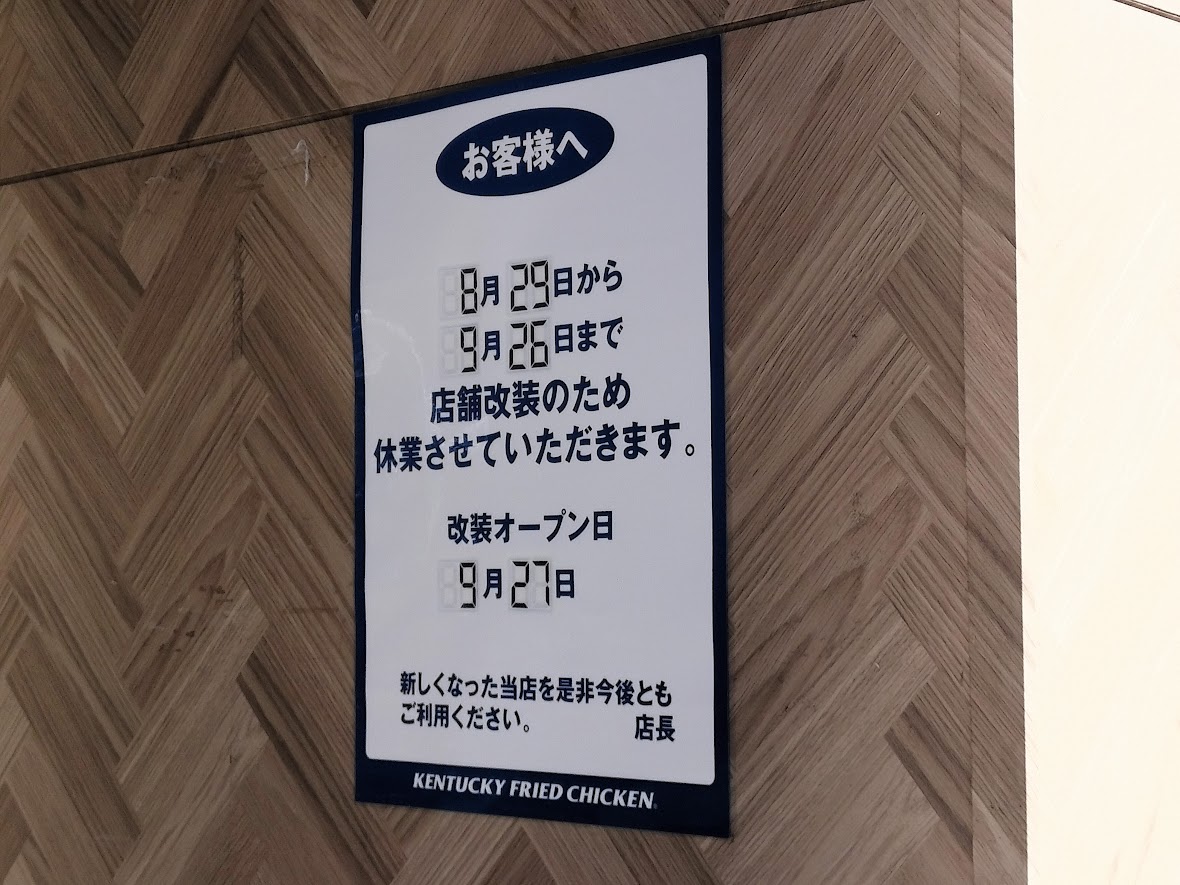 お客様へ
8月29日から
9月26日まで
店舗改装のため
休業させていただきます。
改装オープン日
9月27日
新しくなった当店を是非今後とも
ご利用ください。 店長
KENTUCKY FRIED CHICKEN